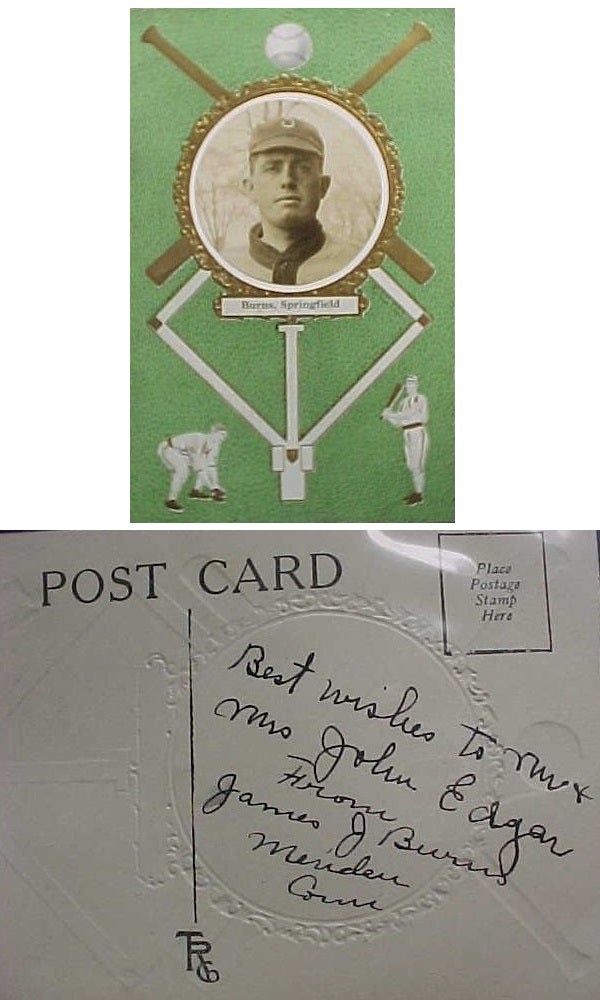 Burns, Springfield
POST CARD
Place
Postage
Stamp
Here
Best wishes to Mr &
Mrs John Edgar
From
James J Burns
Meriden
Conn
TRG